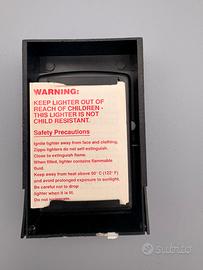 WARNING:
KEEP LIGHTER OUT OF
REACH OF CHILDREN -
THIS LIGHTER IS NOT
CHILD RESISTANT.
Safety Precautions
Ignite lighter away from face and clothing.
Zippo lighters do not self-extinguish.
Close to extinguish flame.
When filled, lighter contains flammable
fluid.
Keep away from heat above 50° C (122° F)
and avoid prolonged exposure to sunlight.
Be careful not to drop
lighter when it is lit.
Do not incinerate.
subito